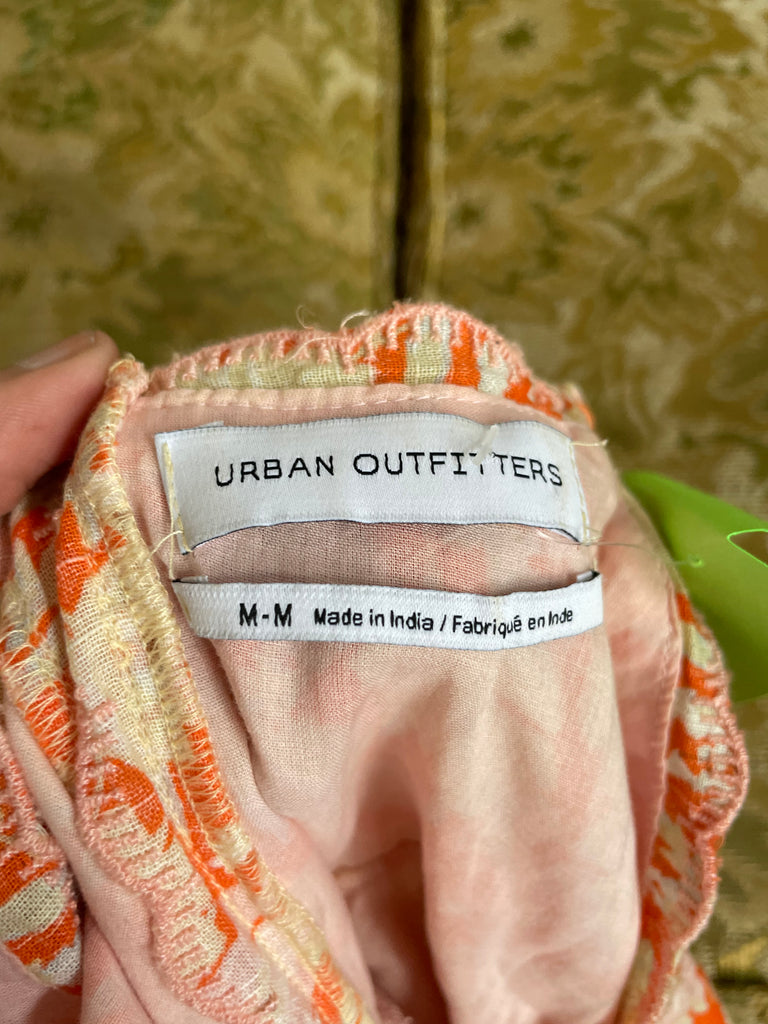 URBAN OUTFITTERS
M-M Made in India / Fabriqué en Inde